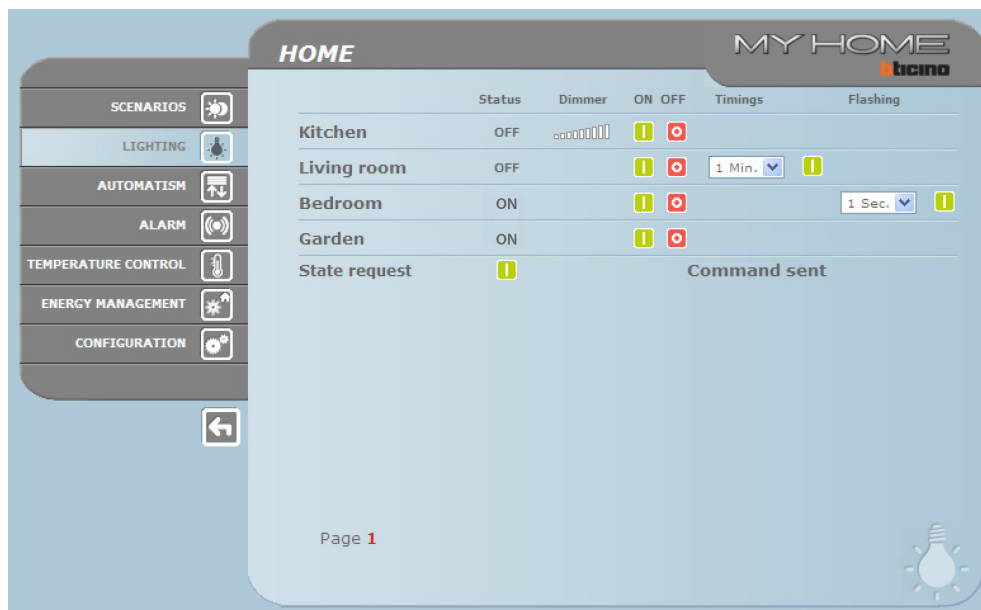 HOME
MY HOME
bticino
SCENARIOS
LIGHTING
AUTOMATISM
ALARM
TEMPERATURE CONTROL
ENERGY MANAGEMENT
CONFIGURATION
Status Dimmer ON OFF Timings Flashing
Kitchen OFF
Living room OFF 1 Min.
Bedroom ON 1 Sec.
Garden ON
State request Command sent
Page 1